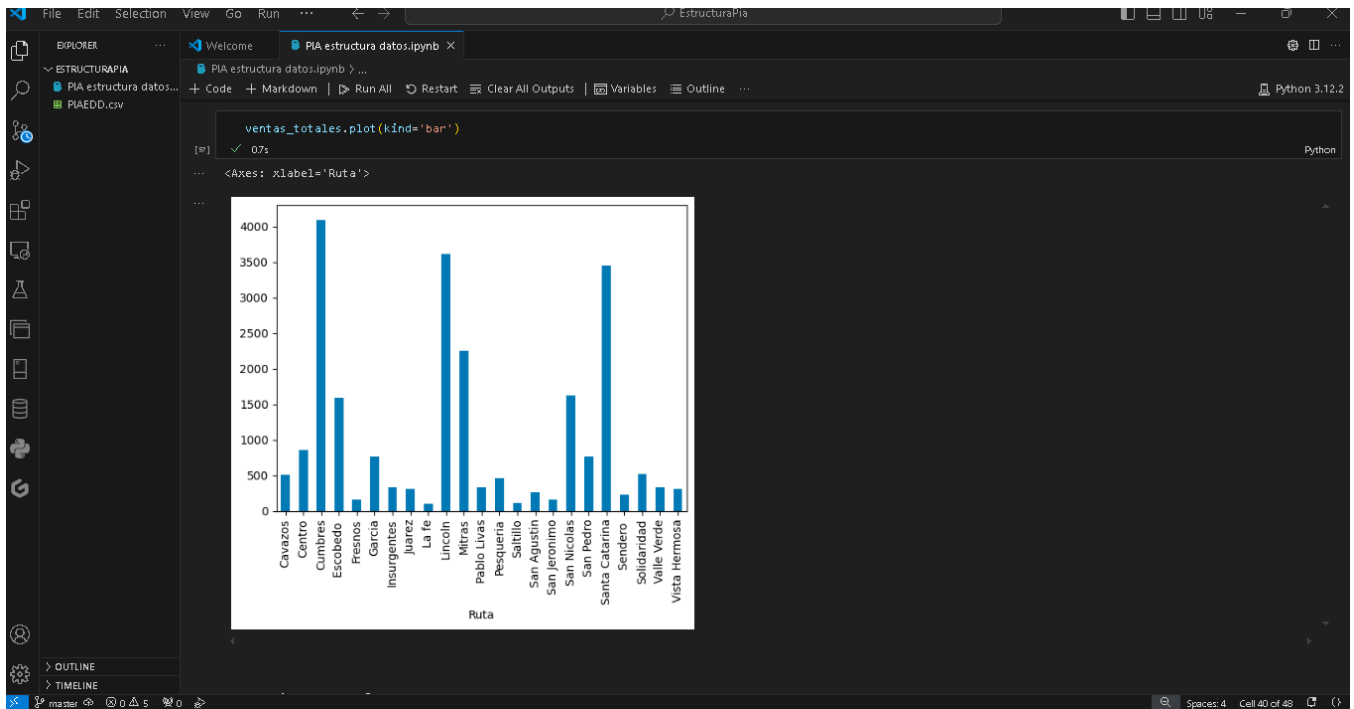 File Edit Selection View Go Run ··· ← → EstructuraPia
EXPLORER ··· Welcome PIA estructura datos.ipynb ×
ESTRUCTURAPIA PIA estructura datos.ipynb > ...
PIA estructura datos... + Code + Markdown | Run All Restart Clear All Outputs | Variables Outline ··· Python 3.12.2
PIAEDD.csv
ventas_totales.plot(kind='bar')
[57] ✓ 0.7s Python
··· <Axes: xlabel='Ruta'>
···
4000
3500
3000
2500
2000
1500
1000
500
0
Cavazos
Centro
Cumbres
Escobedo
Fresnos
Garcia
Insurgentes
Juarez
La fe
Lincoln
Mitras
Pablo Livas
Pesqueria
Saltillo
San Agustin
San Jeronimo
San Nicolas
San Pedro
Santa Catarina
Sendero
Solidaridad
Valle Verde
Vista Hermosa
Ruta
> OUTLINE
> TIMELINE
master 0 5 0 Spaces: 4 Cell 40 of 48